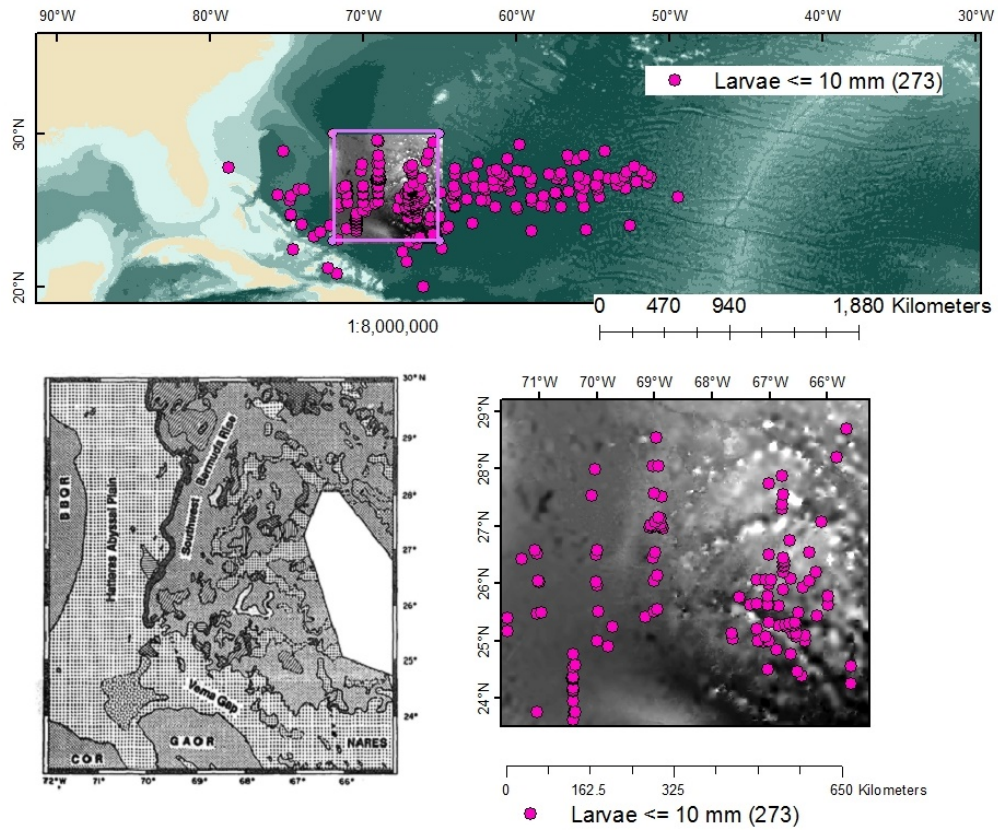 90°W 80°W 70°W 60°W 50°W 40°W 30°W
Larvae <= 10 mm (273)
30°N
20°N
0 470 940 1,880 Kilometers
1:8,000,000
30°N
29°
28°
27°
26°
25°
24°
BBOR
Hatteras Abyssal Plain
Southwest Bermuda Rise
Vema Gap
GAOR
COR
NARES
72°W 71° 70° 69° 68° 67° 66°
71°W 70°W 69°W 68°W 67°W 66°W
29°N
28°N
27°N
26°N
25°N
24°N
0 162.5 325 650 Kilometers
Larvae <= 10 mm (273)